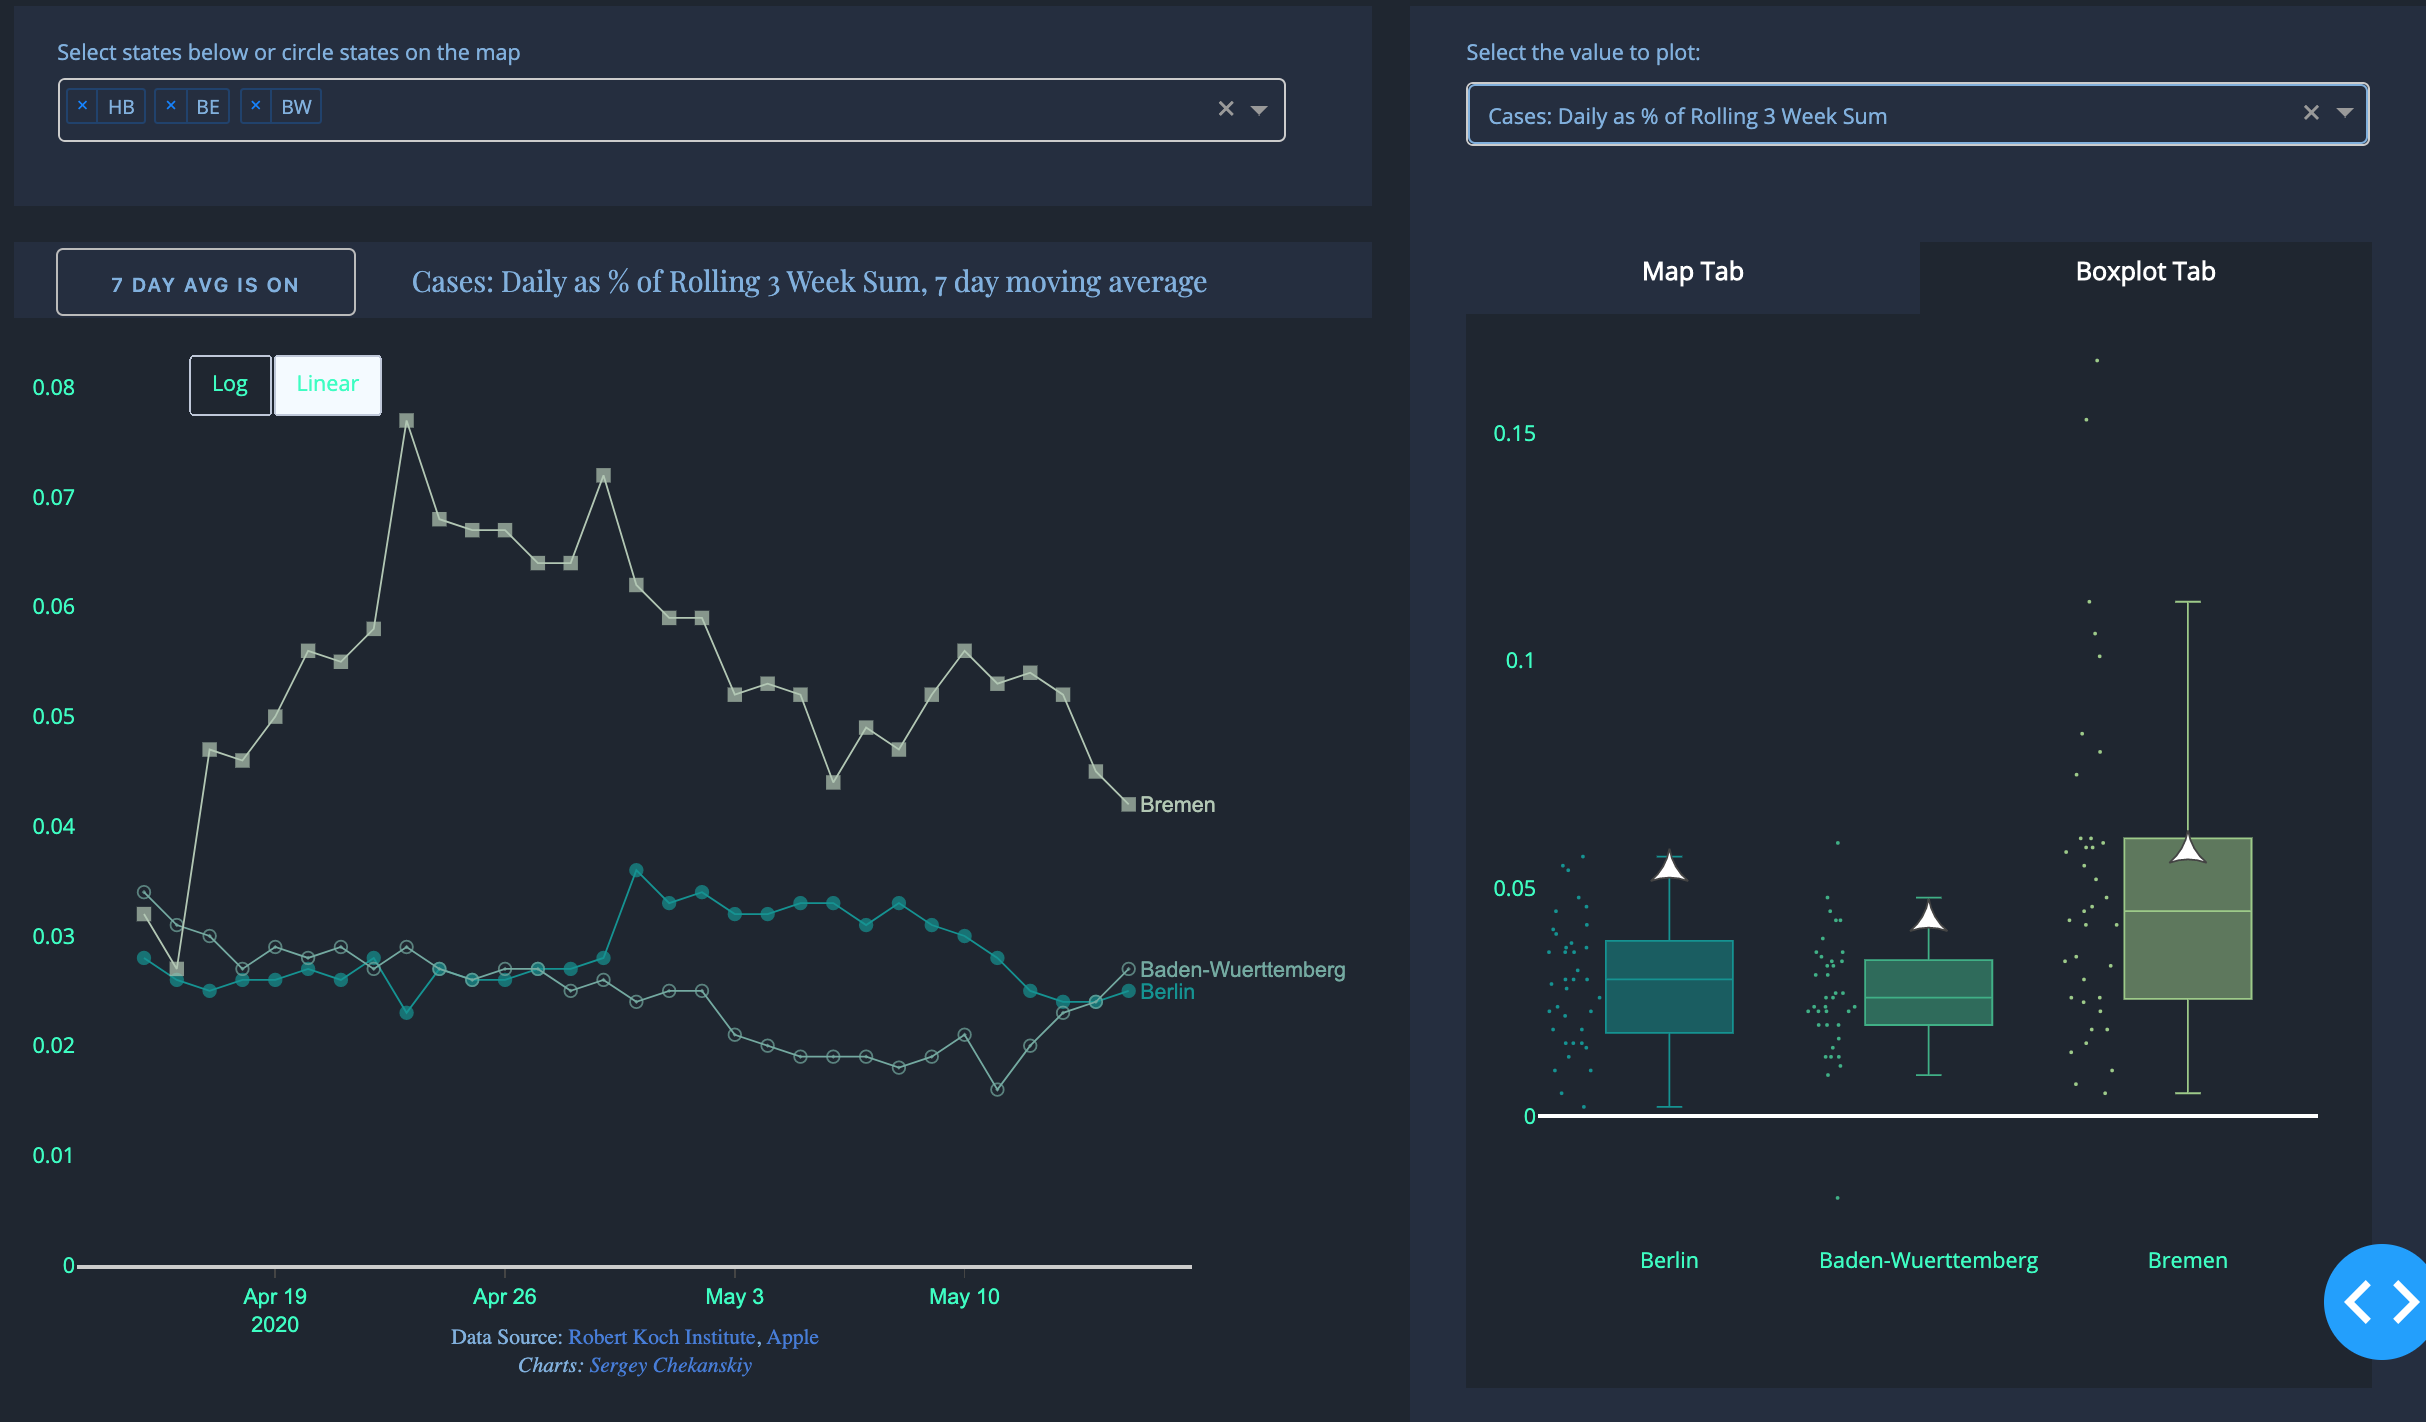 Select states below or circle states on the map
× HB × BE × BW
Select the value to plot:
Cases: Daily as % of Rolling 3 Week Sum
7 DAY AVG IS ON
Cases: Daily as % of Rolling 3 Week Sum, 7 day moving average
Log Linear
0.08
0.07
0.06
0.05
0.04
0.03
0.02
0.01
0
Bremen
Baden-Wuerttemberg
Berlin
Apr 19
2020
Apr 26
May 3
May 10
Data Source: Robert Koch Institute, Apple
Charts: Sergey Chekanskiy
Map Tab
Boxplot Tab
0.15
0.1
0.05
0
Berlin
Baden-Wuerttemberg
Bremen